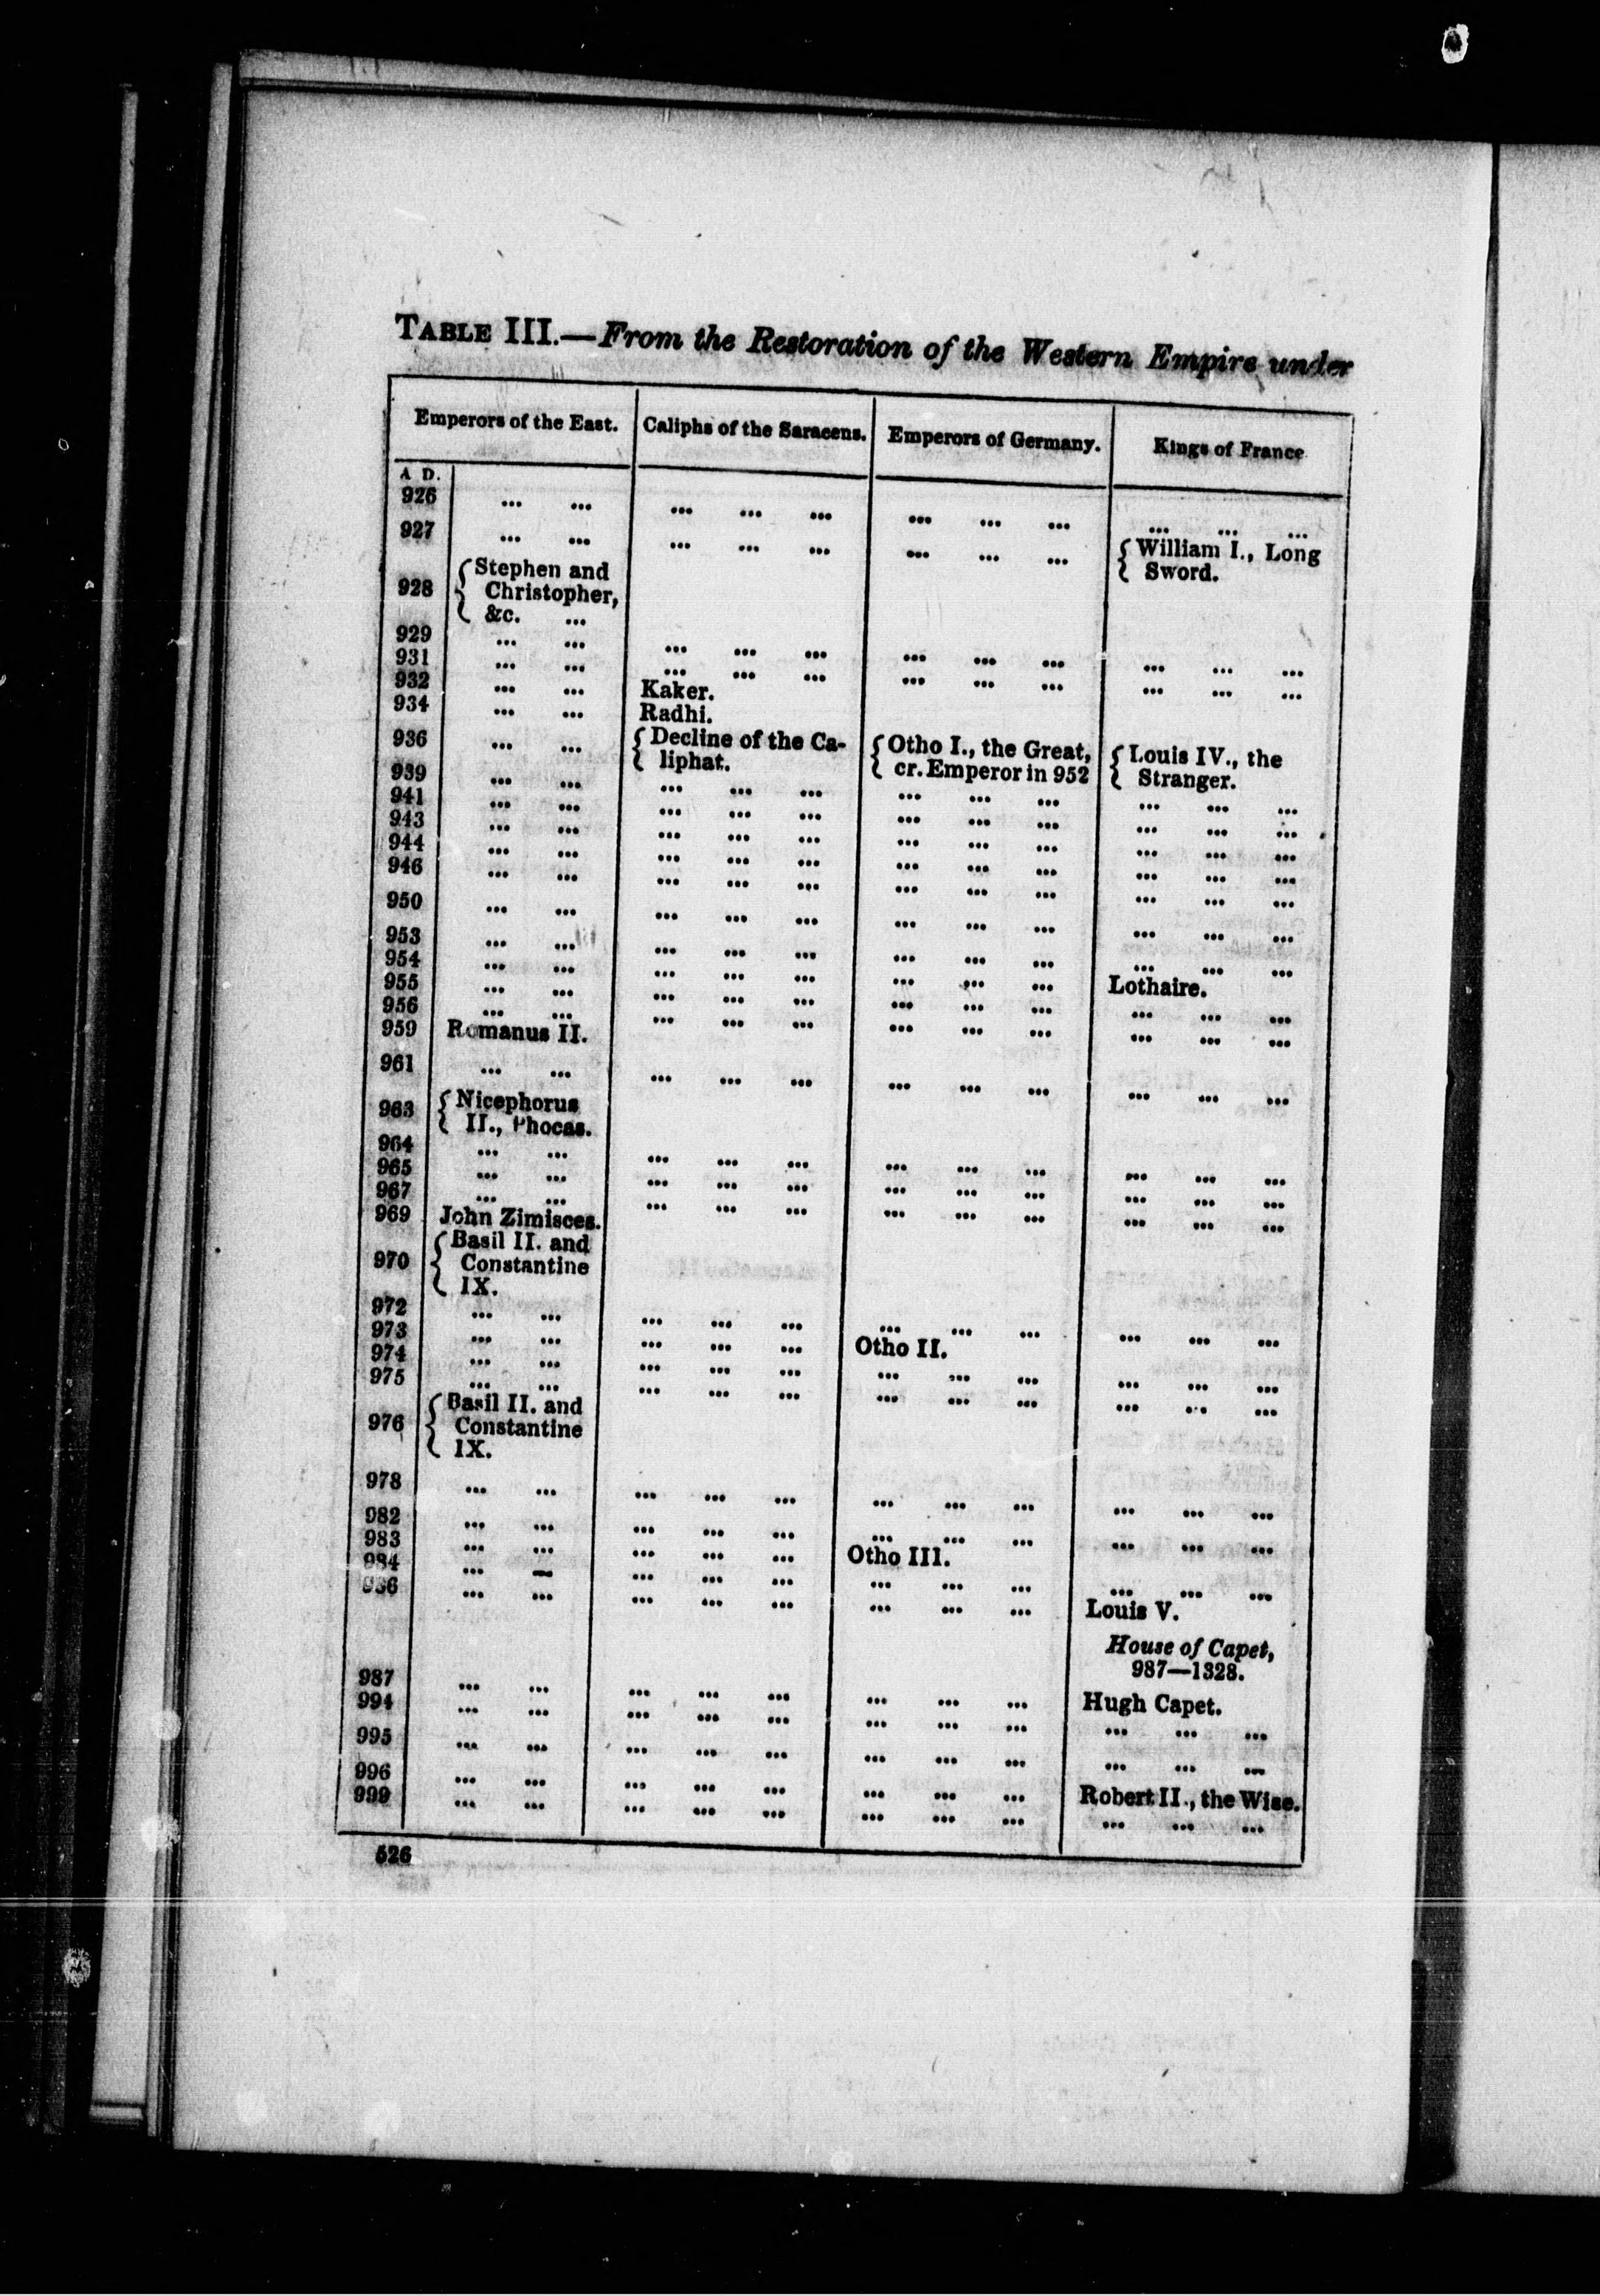 TABLE III.—From the Restoration of the Western Empire under
Emperors of the East. Caliphs of the Saracens. Emperors of Germany. Kings of France
A D.
926 ... ... ... ... ... ... ... ... ... ... ...
927 ... ... ... ... ... ... ... ... William I., Long
Sword.
Stephen and
928 Christopher,
&c. ...
929 ... ... ... ... ... ... ... ... ... ... ...
931 ... ... ... ... ... ... ... ... ... ... ...
932 ... ... Kaker.
934 ... ... Radhi.
936 ... ... Decline of the Ca- Otho I., the Great, Louis IV., the
liphat. cr. Emperor in 952 Stranger.
939 ... ... ... ... ... ... ... ... ... ... ...
941 ... ... ... ... ... ... ... ... ... ... ...
943 ... ... ... ... ... ... ... ... ... ... ...
944 ... ... ... ... ... ... ... ... ... ... ...
946 ... ... ... ... ... ... ... ... ... ... ...
950 ... ... ... ... ... ... ... ... ... ... ...
953 ... ... ... ... ... ... ... ... ... ... ...
954 ... ... ... ... ... ... ... ... Lothaire.
955 ... ... ... ... ... ... ... ... ... ... ...
956 ... ... ... ... ... ... ... ... ... ... ...
959 Romanus II.
961 ... ... ... ... ... ... ... ... ... ... ...
963 Nicephorus
II., Phocas.
964 ... ... ... ... ... ... ... ... ... ... ...
965 ... ... ... ... ... ... ... ... ... ... ...
967 ... ... ... ... ... ... ... ... ... ... ...
969 John Zimisces.
Basil II. and
970 Constantine
IX.
972 ... ... ... ... ... ... ... ... ... ... ...
973 ... ... ... ... ... Otho II.
974 ... ... ... ... ... ... ... ... ... ... ...
975 ... ... ... ... ... ... ... ... ... ... ...
Basil II. and
976 Constantine
IX.
978 ... ... ... ... ... ... ... ... ... ... ...
982 ... ... ... ... ... ... ... ... ... ... ...
983 ... ... ... ... ... Otho III.
984 ... ... ... ... ... ... ... ... ... ... ...
986 ... ... ... ... ... ... ... ... Louis V.
House of Capet,
987—1328.
987 ... ... ... ... ... ... ... ... Hugh Capet.
994 ... ... ... ... ... ... ... ... ... ... ...
995 ... ... ... ... ... ... ... ... ... ... ...
996 ... ... ... ... ... ... ... ... Robert II., the Wise.
999 ... ... ... ... ... ... ... ... ... ... ...
526